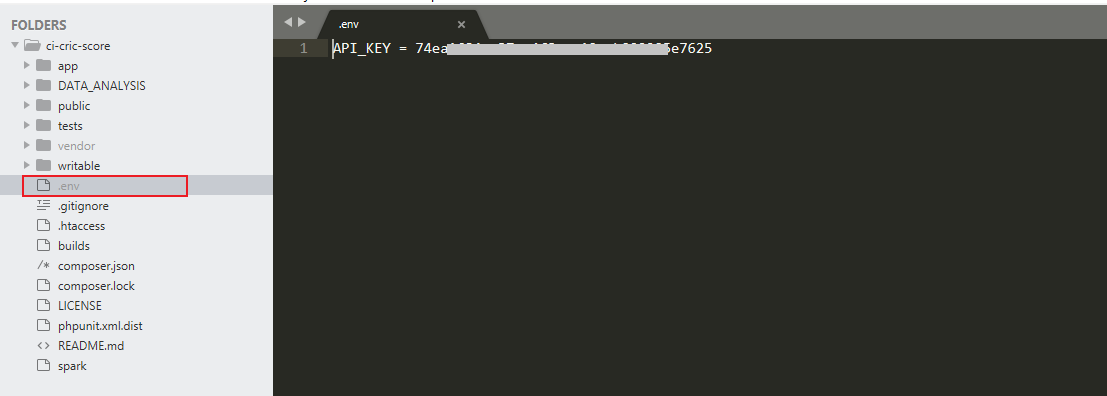 FOLDERS
ci-cric-score
app
DATA_ANALYSIS
public
tests
vendor
writable
.env
.gitignore
.htaccess
builds
/* composer.json
composer.lock
LICENSE
phpunit.xml.dist
<> README.md
spark
.env ×
1 API_KEY = 74ea e7625